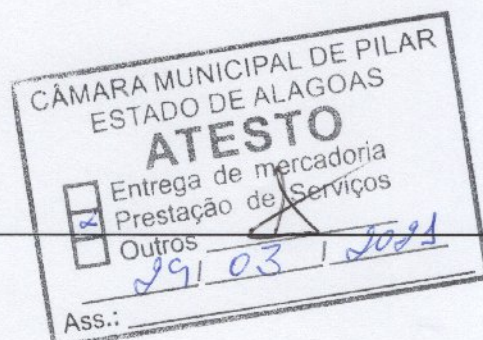 CÂMARA MUNICIPAL DE PILAR
ESTADO DE ALAGOAS
ATESTO
Entrega de mercadoria
Prestação de Serviços
Outros
29 / 03 / 2021
Ass.: